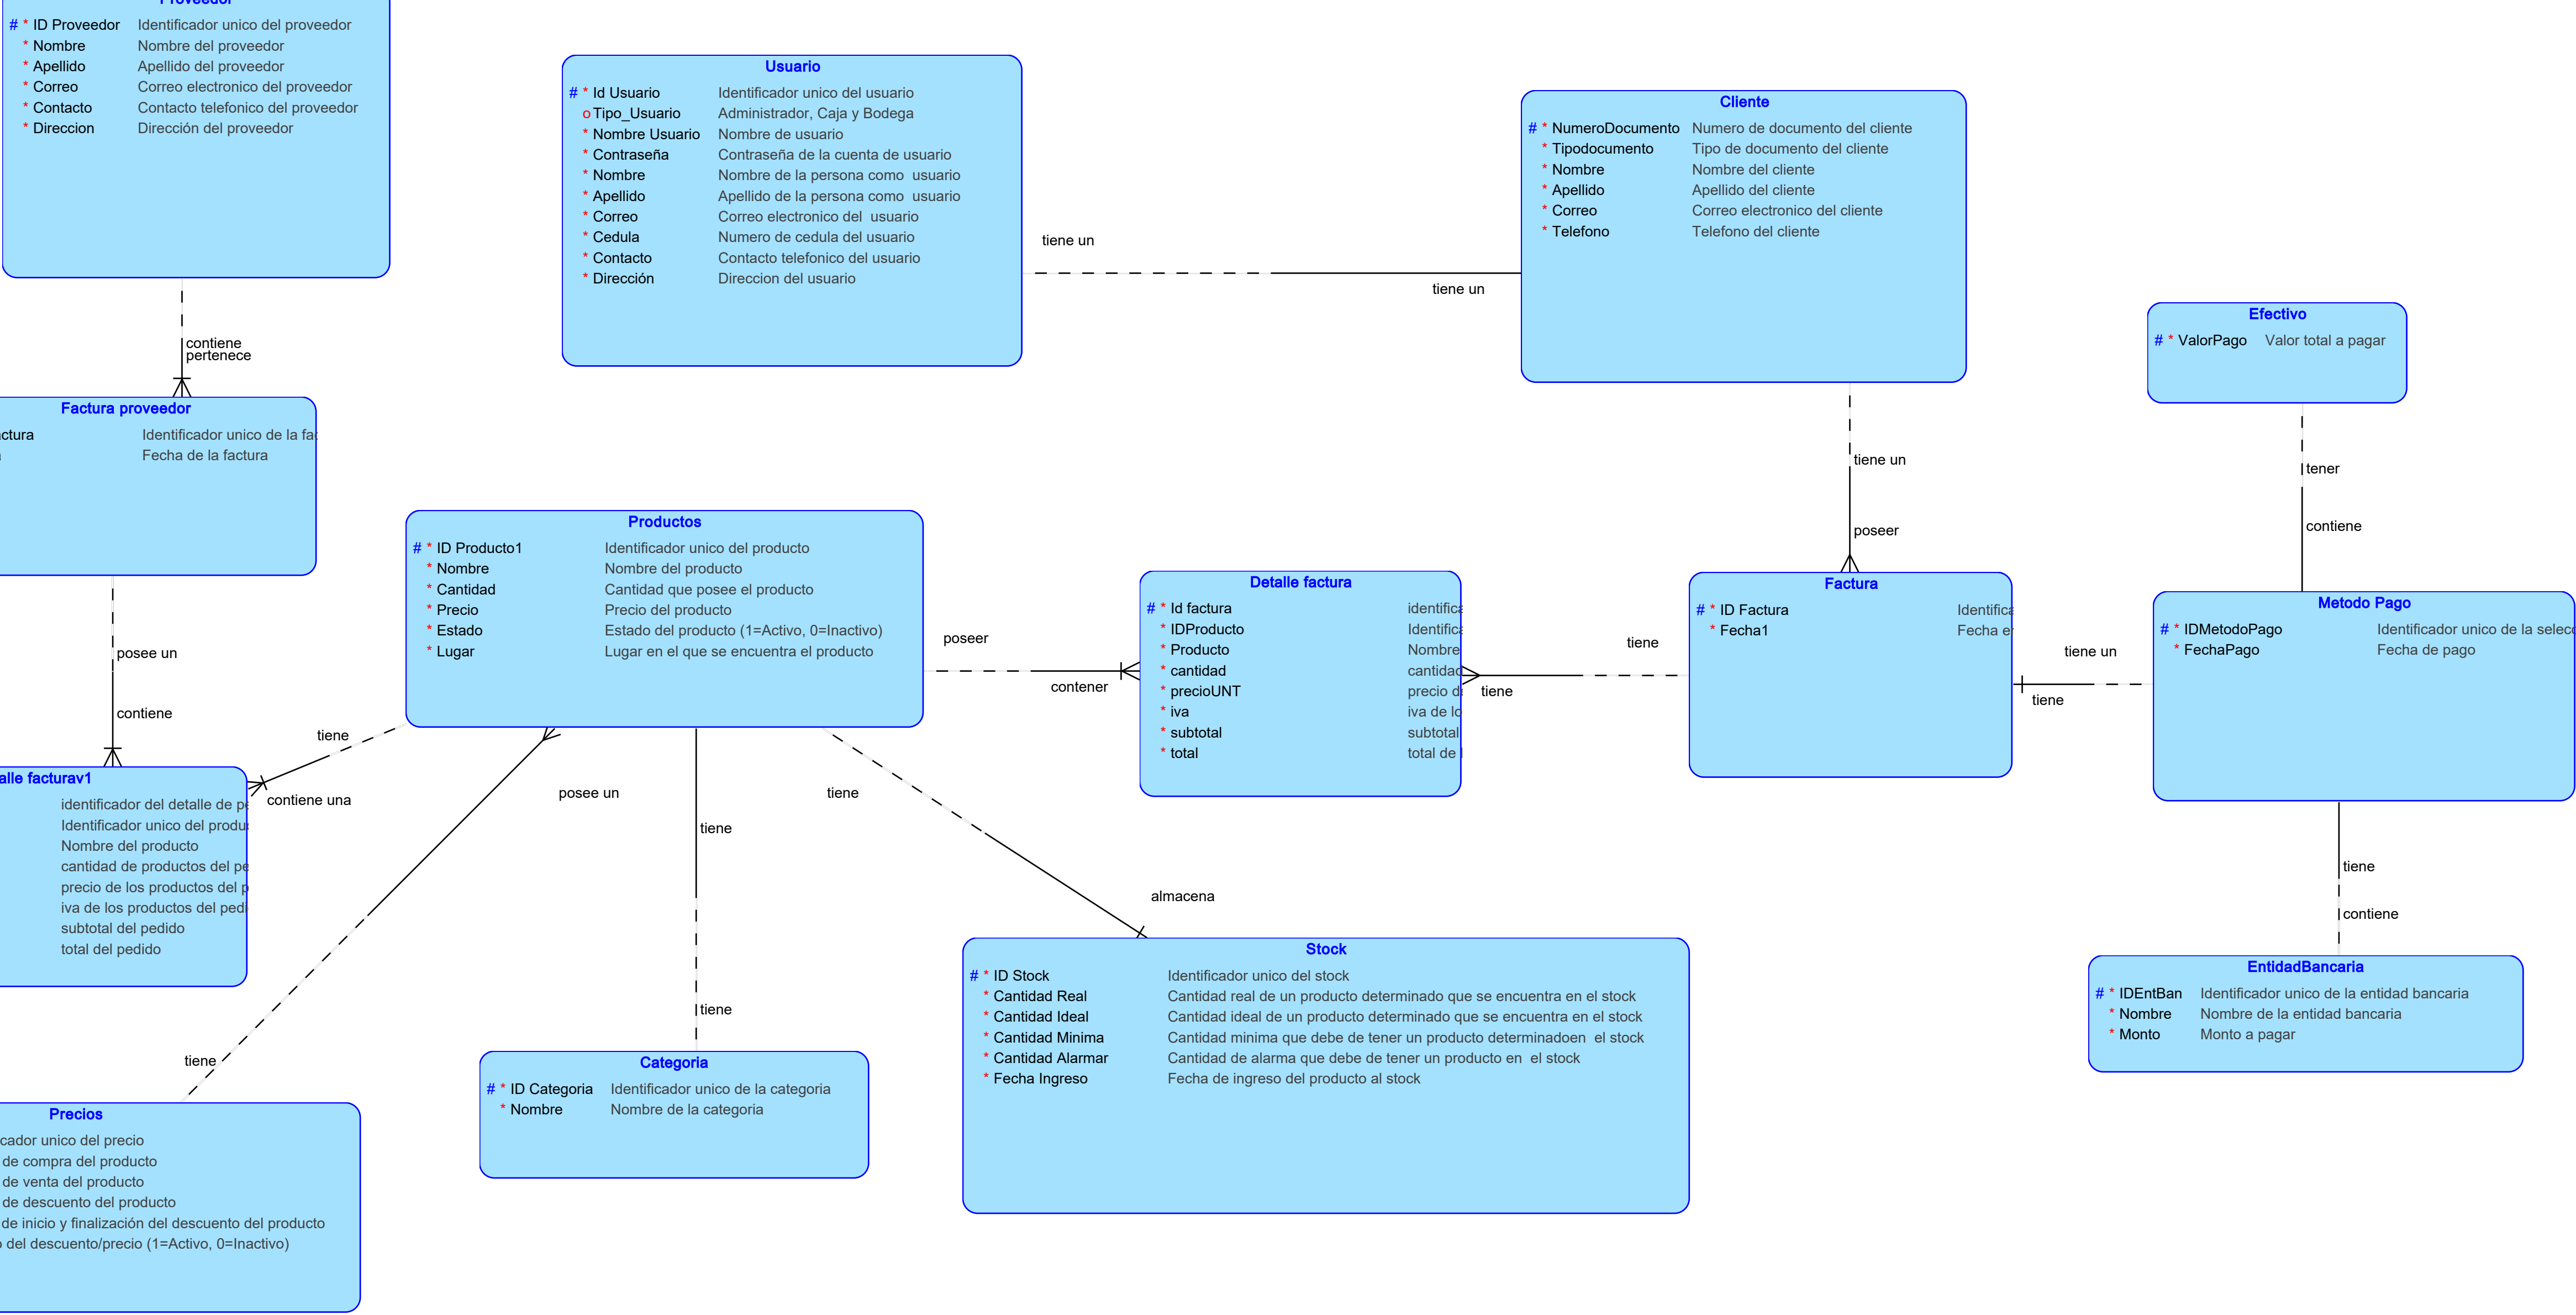 Proveedor
# * ID Proveedor Identificador unico del proveedor
* Nombre Nombre del proveedor
* Apellido Apellido del proveedor
* Correo Correo electronico del proveedor
* Contacto Contacto telefonico del proveedor
* Direccion Dirección del proveedor
Usuario
# * Id Usuario Identificador unico del usuario
o Tipo_Usuario Administrador, Caja y Bodega
* Nombre Usuario Nombre de usuario
* Contraseña Contraseña de la cuenta de usuario
* Nombre Nombre de la persona como usuario
* Apellido Apellido de la persona como usuario
* Correo Correo electronico del usuario
* Cedula Numero de cedula del usuario
* Contacto Contacto telefonico del usuario
* Dirección Direccion del usuario
tiene un
tiene un
Cliente
# * NumeroDocumento Numero de documento del cliente
* Tipodocumento Tipo de documento del cliente
* Nombre Nombre del cliente
* Apellido Apellido del cliente
* Correo Correo electronico del cliente
* Telefono Telefono del cliente
Efectivo
# * ValorPago Valor total a pagar
contiene
pertenece
Factura proveedor
Identificador unico de la
Fecha de la factura
tiene un
poseer
tener
contiene
posee un
contiene
Productos
# * ID Producto1 Identificador unico del producto
* Nombre Nombre del producto
* Cantidad Cantidad que posee el producto
* Precio Precio del producto
* Estado Estado del producto (1=Activo, 0=Inactivo)
* Lugar Lugar en el que se encuentra el producto
poseer
contener
Detalle factura
# * Id factura
* IDProducto
* Producto Nombre
* cantidad cantidad
* precioUNT precio
* iva iva de
* subtotal subtotal
* total total de
tiene
tiene
Factura
# * ID Factura
* Fecha1 Fecha
tiene un
tiene
Metodo Pago
# * IDMetodoPago Identificador unico de la
* FechaPago Fecha de pago
tiene
contiene una
facturav1
identificador del detalle de
Identificador unico del
Nombre del producto
cantidad de productos del
precio de los productos del
iva de los productos del
subtotal del pedido
total del pedido
posee un
tiene
tiene
tiene
tiene
almacena
tiene
contiene
Precios
unico del precio
de compra del producto
de venta del producto
de descuento del producto
de inicio y finalización del descuento del producto
del descuento/precio (1=Activo, 0=Inactivo)
Categoria
# * ID Categoria Identificador unico de la categoria
* Nombre Nombre de la categoria
Stock
# * ID Stock Identificador unico del stock
* Cantidad Real Cantidad real de un producto determinado que se encuentra en el stock
* Cantidad Ideal Cantidad ideal de un producto determinado que se encuentra en el stock
* Cantidad Minima Cantidad minima que debe de tener un producto determinadoen el stock
* Cantidad Alarmar Cantidad de alarma que debe de tener un producto en el stock
* Fecha Ingreso Fecha de ingreso del producto al stock
EntidadBancaria
# * IDEntBan Identificador unico de la entidad bancaria
* Nombre Nombre de la entidad bancaria
* Monto Monto a pagar